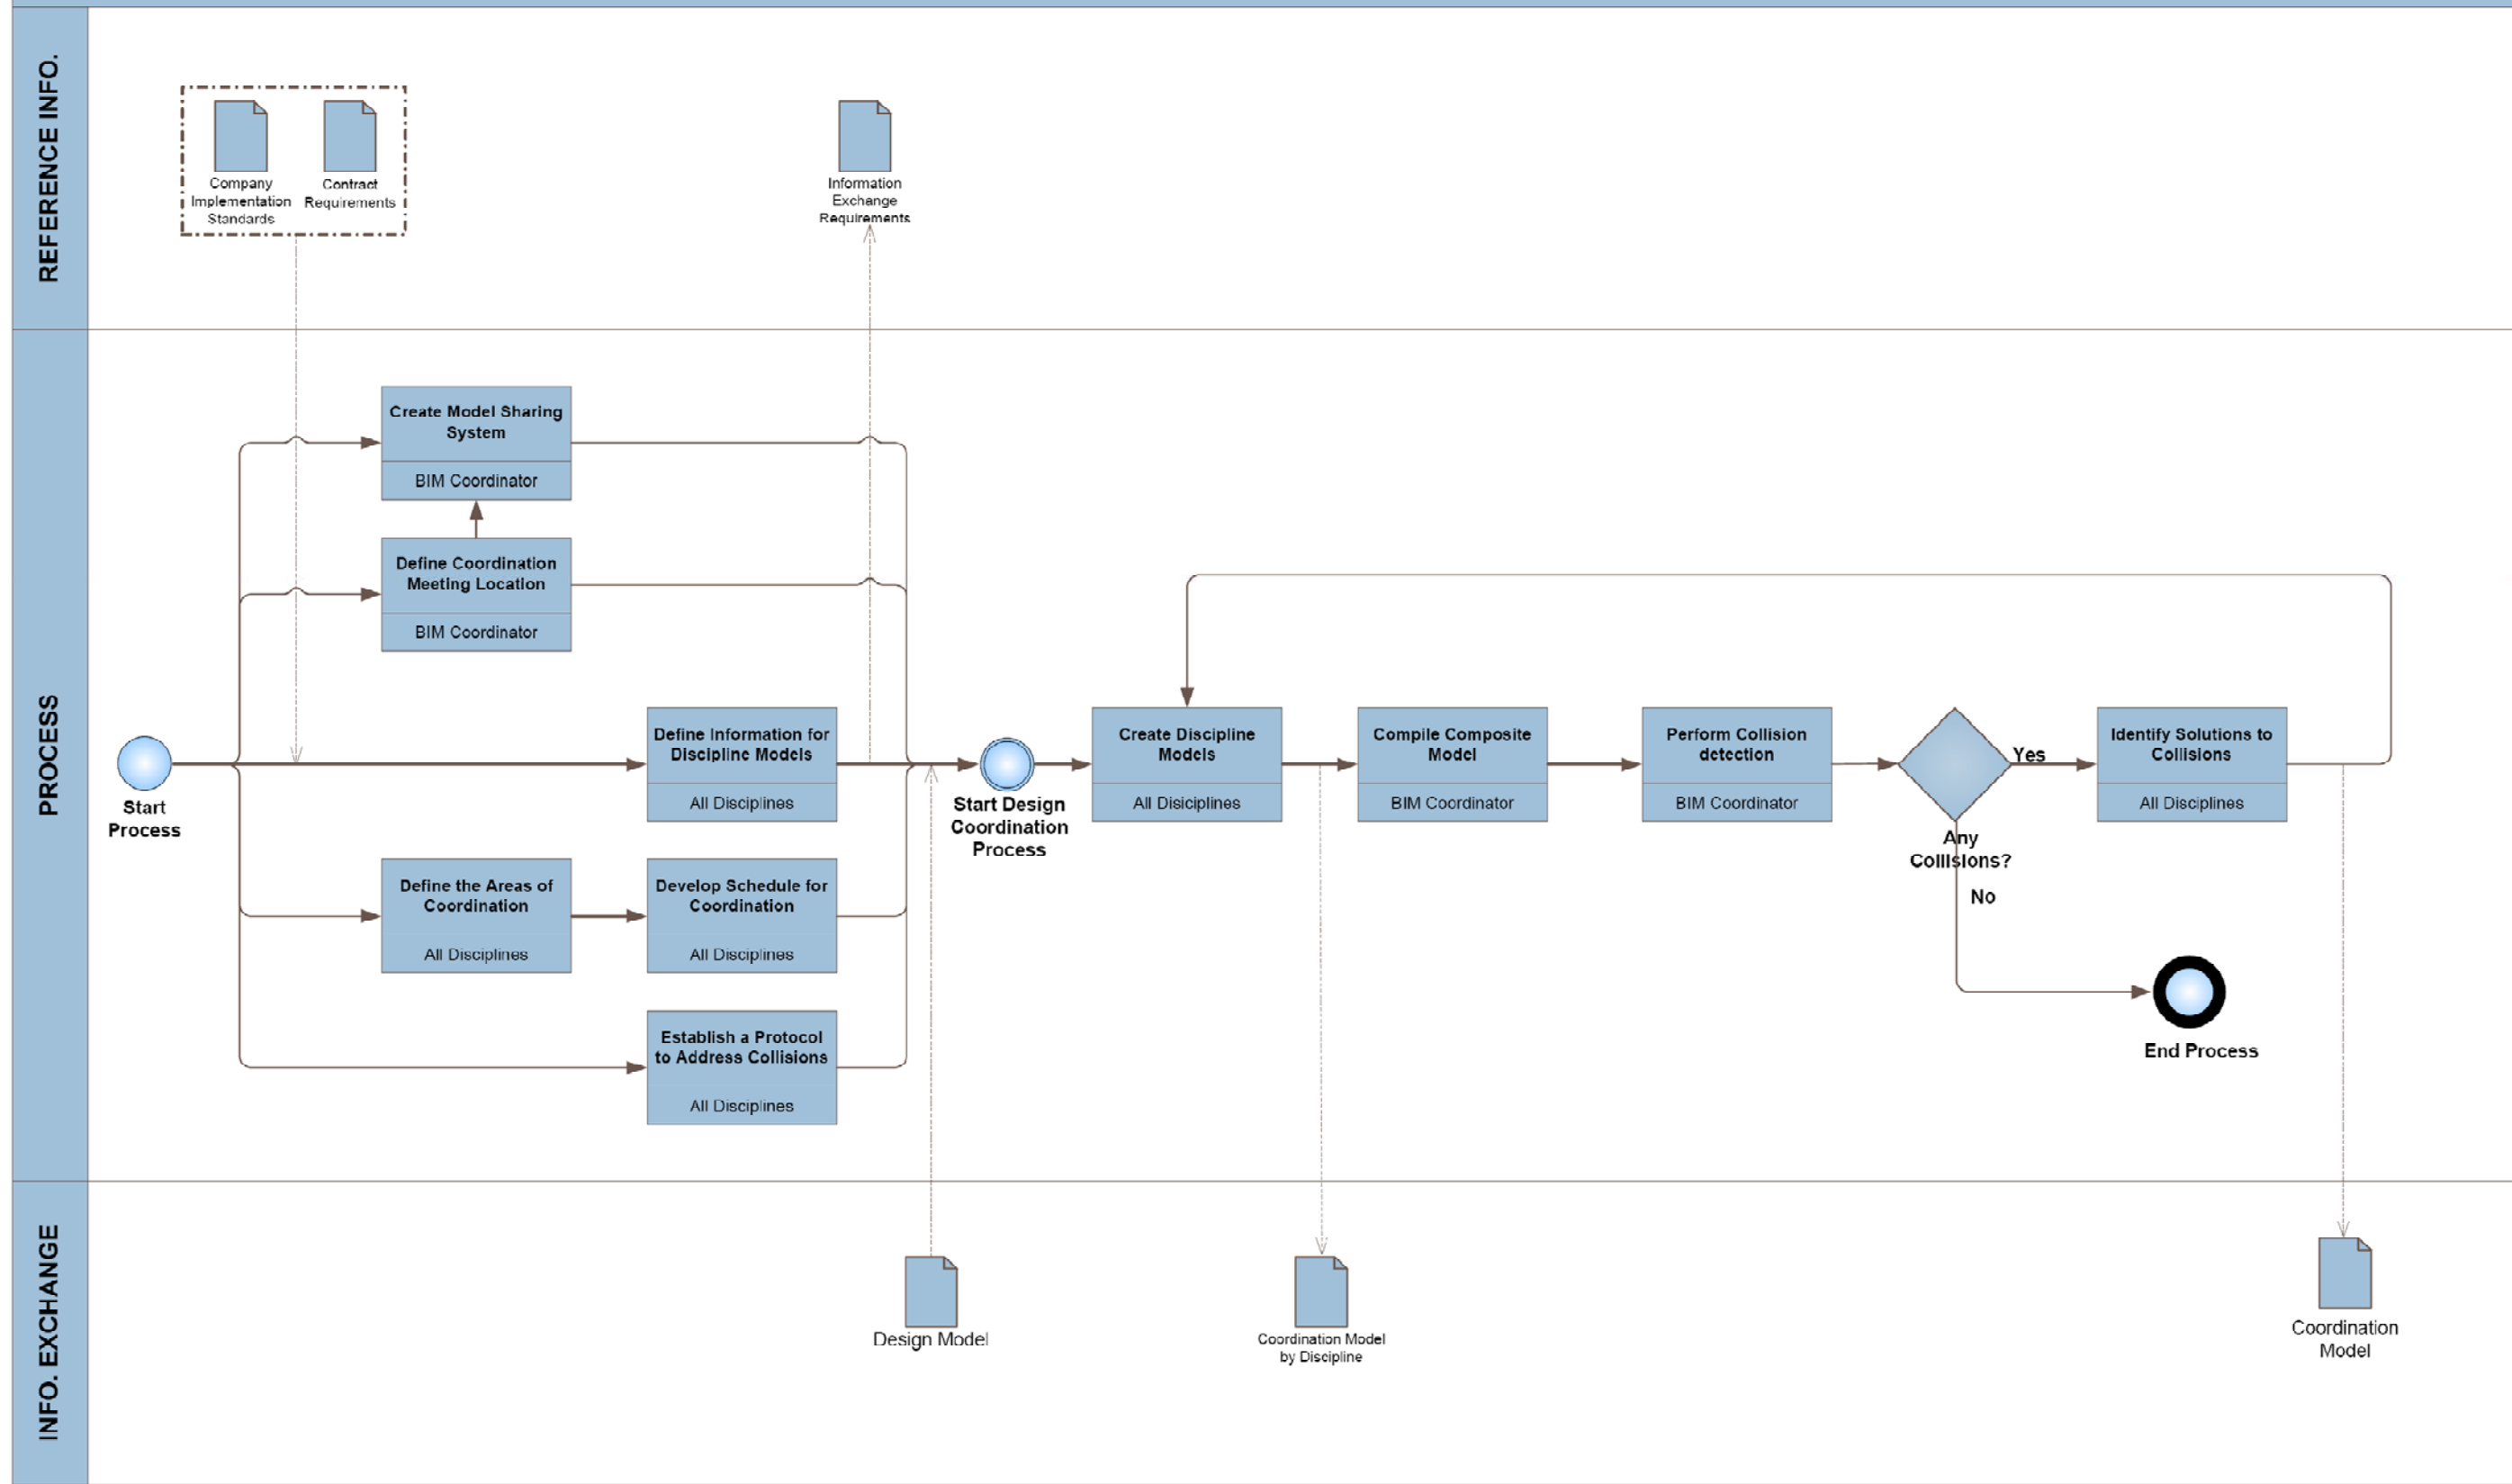 REFERENCE INFO.
Company
Implementation
Standards
Contract
Requirements
Information
Exchange
Requirements
PROCESS
Start
Process
Create Model Sharing
System
BIM Coordinator
Define Coordination
Meeting Location
BIM Coordinator
Define Information for
Discipline Models
All Disciplines
Define the Areas of
Coordination
All Disciplines
Develop Schedule for
Coordination
All Disciplines
Establish a Protocol
to Address Collisions
All Disciplines
Start Design
Coordination
Process
Create Discipline
Models
All Disiciplines
Compile Composite
Model
BIM Coordinator
Perform Collision
detection
BIM Coordinator
Any
Collisions?
Yes
No
Identify Solutions to
Collisions
All Disciplines
End Process
INFO. EXCHANGE
Design Model
Coordination Model
by Discipline
Coordination
Model